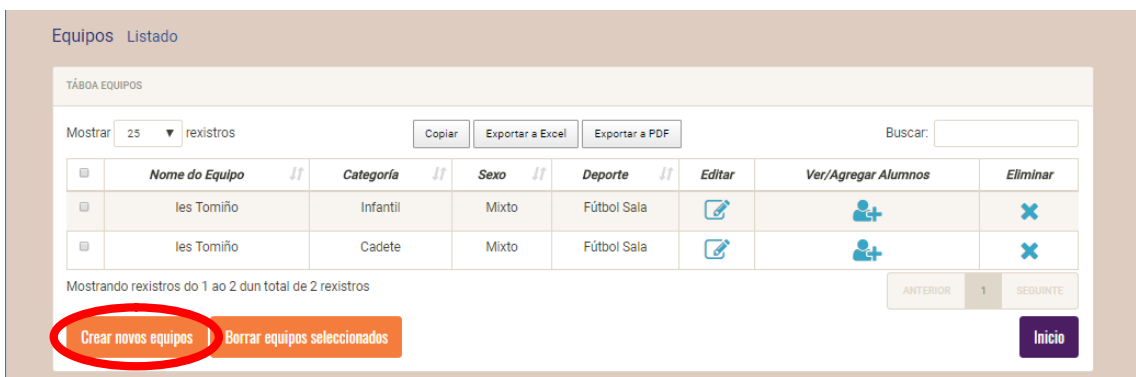 Equipos Listado
TÁBOA EQUIPOS
Mostrar 25 rexistros Copiar Exportar a Excel Exportar a PDF Buscar:
Nome do Equipo Categoría Sexo Deporte Editar Ver/Agregar Alumnos Eliminar
Ies Tomiño Infantil Mixto Fútbol Sala
Ies Tomiño Cadete Mixto Fútbol Sala
Mostrando rexistros do 1 ao 2 dun total de 2 rexistros ANTERIOR 1 SEGUINTE
Crear novos equipos Borrar equipos seleccionados Inicio